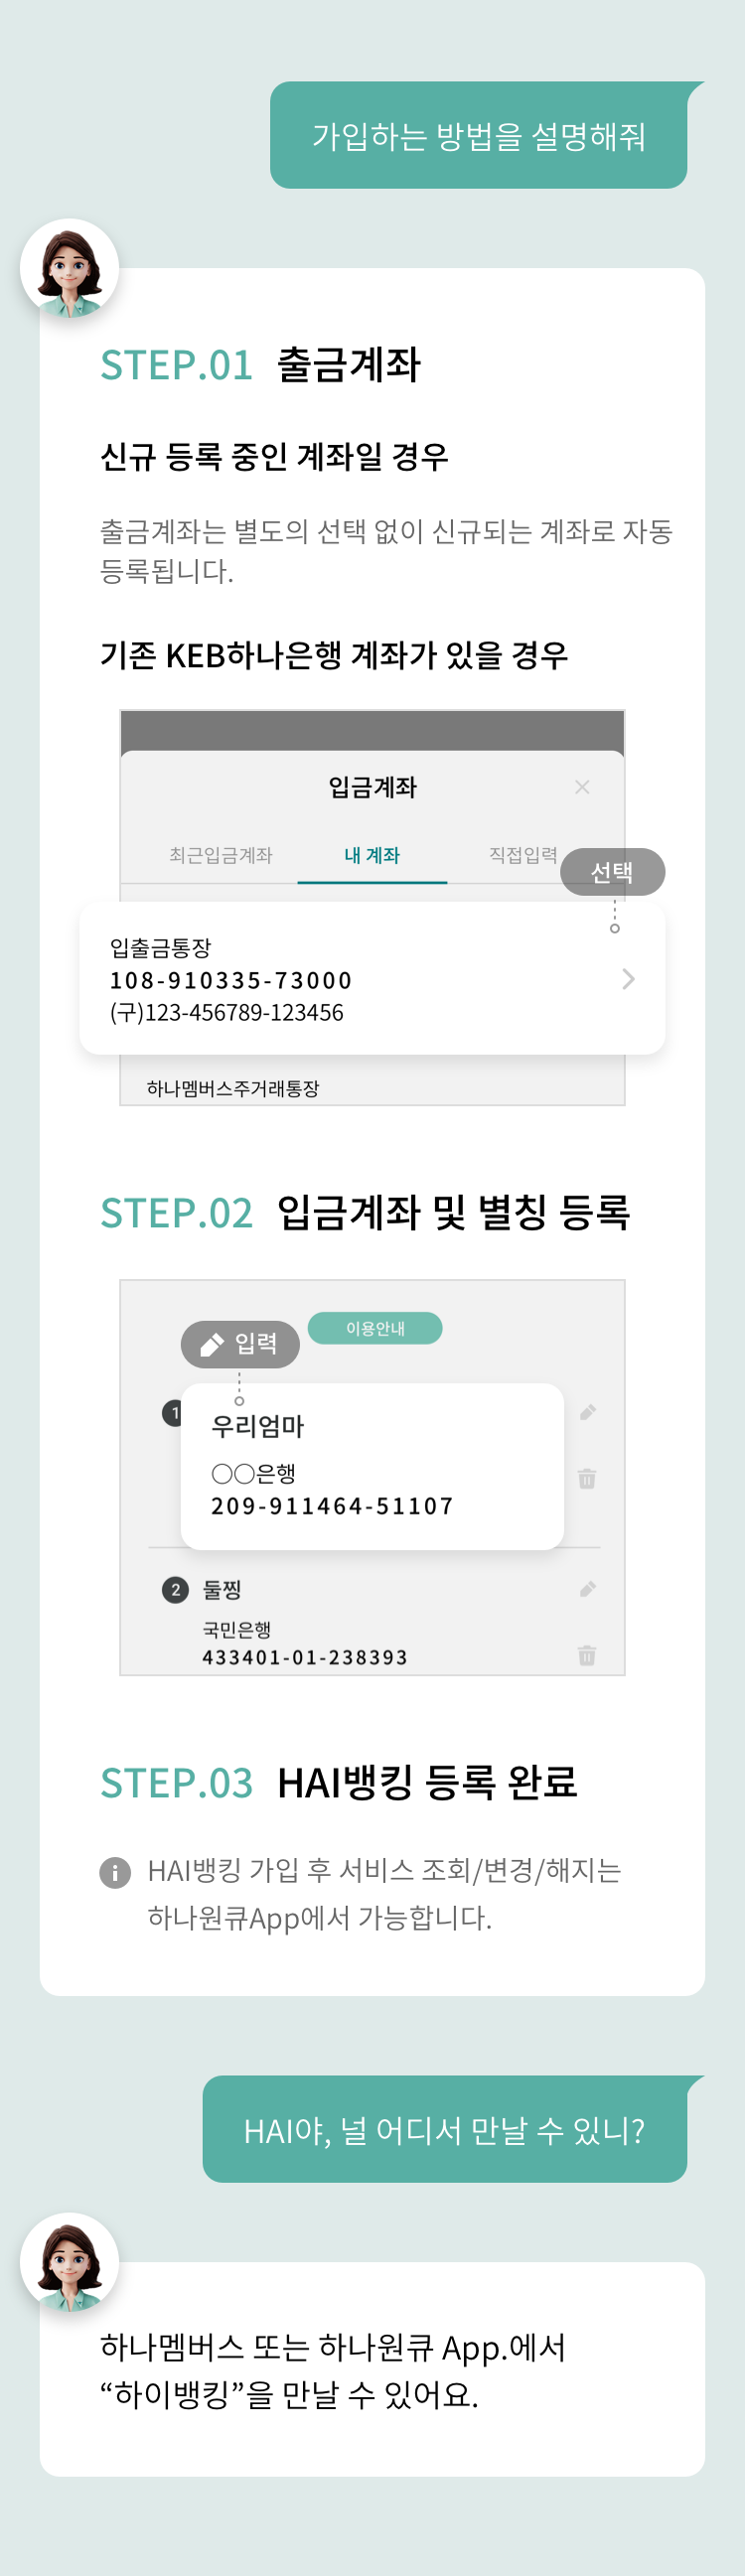 가입하는 방법을 설명해줘
STEP.01 출금계좌
신규 등록 중인 계좌일 경우
출금계좌는 별도의 선택 없이 신규되는 계좌로 자동
등록됩니다.
기존 KEB하나은행 계좌가 있을 경우
입금계좌
최근입금계좌 내 계좌 직접입력
선택
입출금통장
108-910335-73000
(구)123-456789-123456
하나멤버스주거래통장
STEP.02 입금계좌 및 별칭 등록
이용안내
입력
1 우리엄마
○○은행
209-911464-51107
2 둘찡
국민은행
433401-01-238393
STEP.03 HAI뱅킹 등록 완료
i HAI뱅킹 가입 후 서비스 조회/변경/해지는
하나원큐App에서 가능합니다.
HAI야, 널 어디서 만날 수 있니?
하나멤버스 또는 하나원큐 App.에서
“하이뱅킹”을 만날 수 있어요.